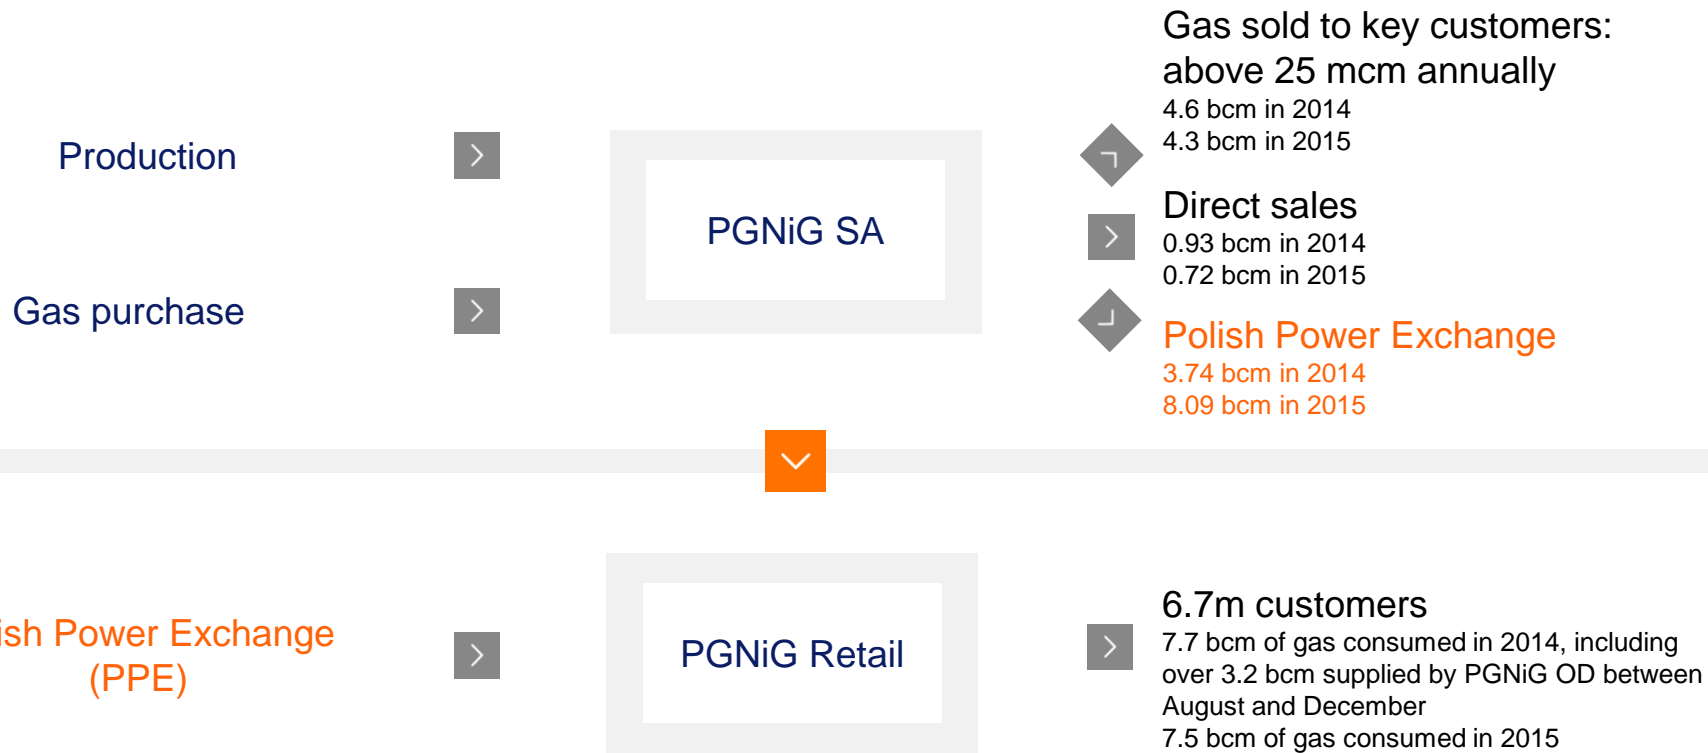 Production
Gas purchase
PGNiG SA
Gas sold to key customers:
above 25 mcm annually
4.6 bcm in 2014
4.3 bcm in 2015
Direct sales
0.93 bcm in 2014
0.72 bcm in 2015
Polish Power Exchange
3.74 bcm in 2014
8.09 bcm in 2015
ish Power Exchange
(PPE)
PGNiG Retail
6.7m customers
7.7 bcm of gas consumed in 2014, including
over 3.2 bcm supplied by PGNiG OD between
August and December
7.5 bcm of gas consumed in 2015